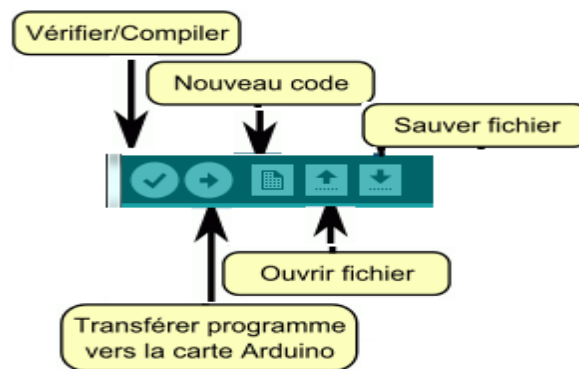 Vérifier/Compiler
Nouveau code
Sauver fichier
Ouvrir fichier
Transférer programme
vers la carte Arduino